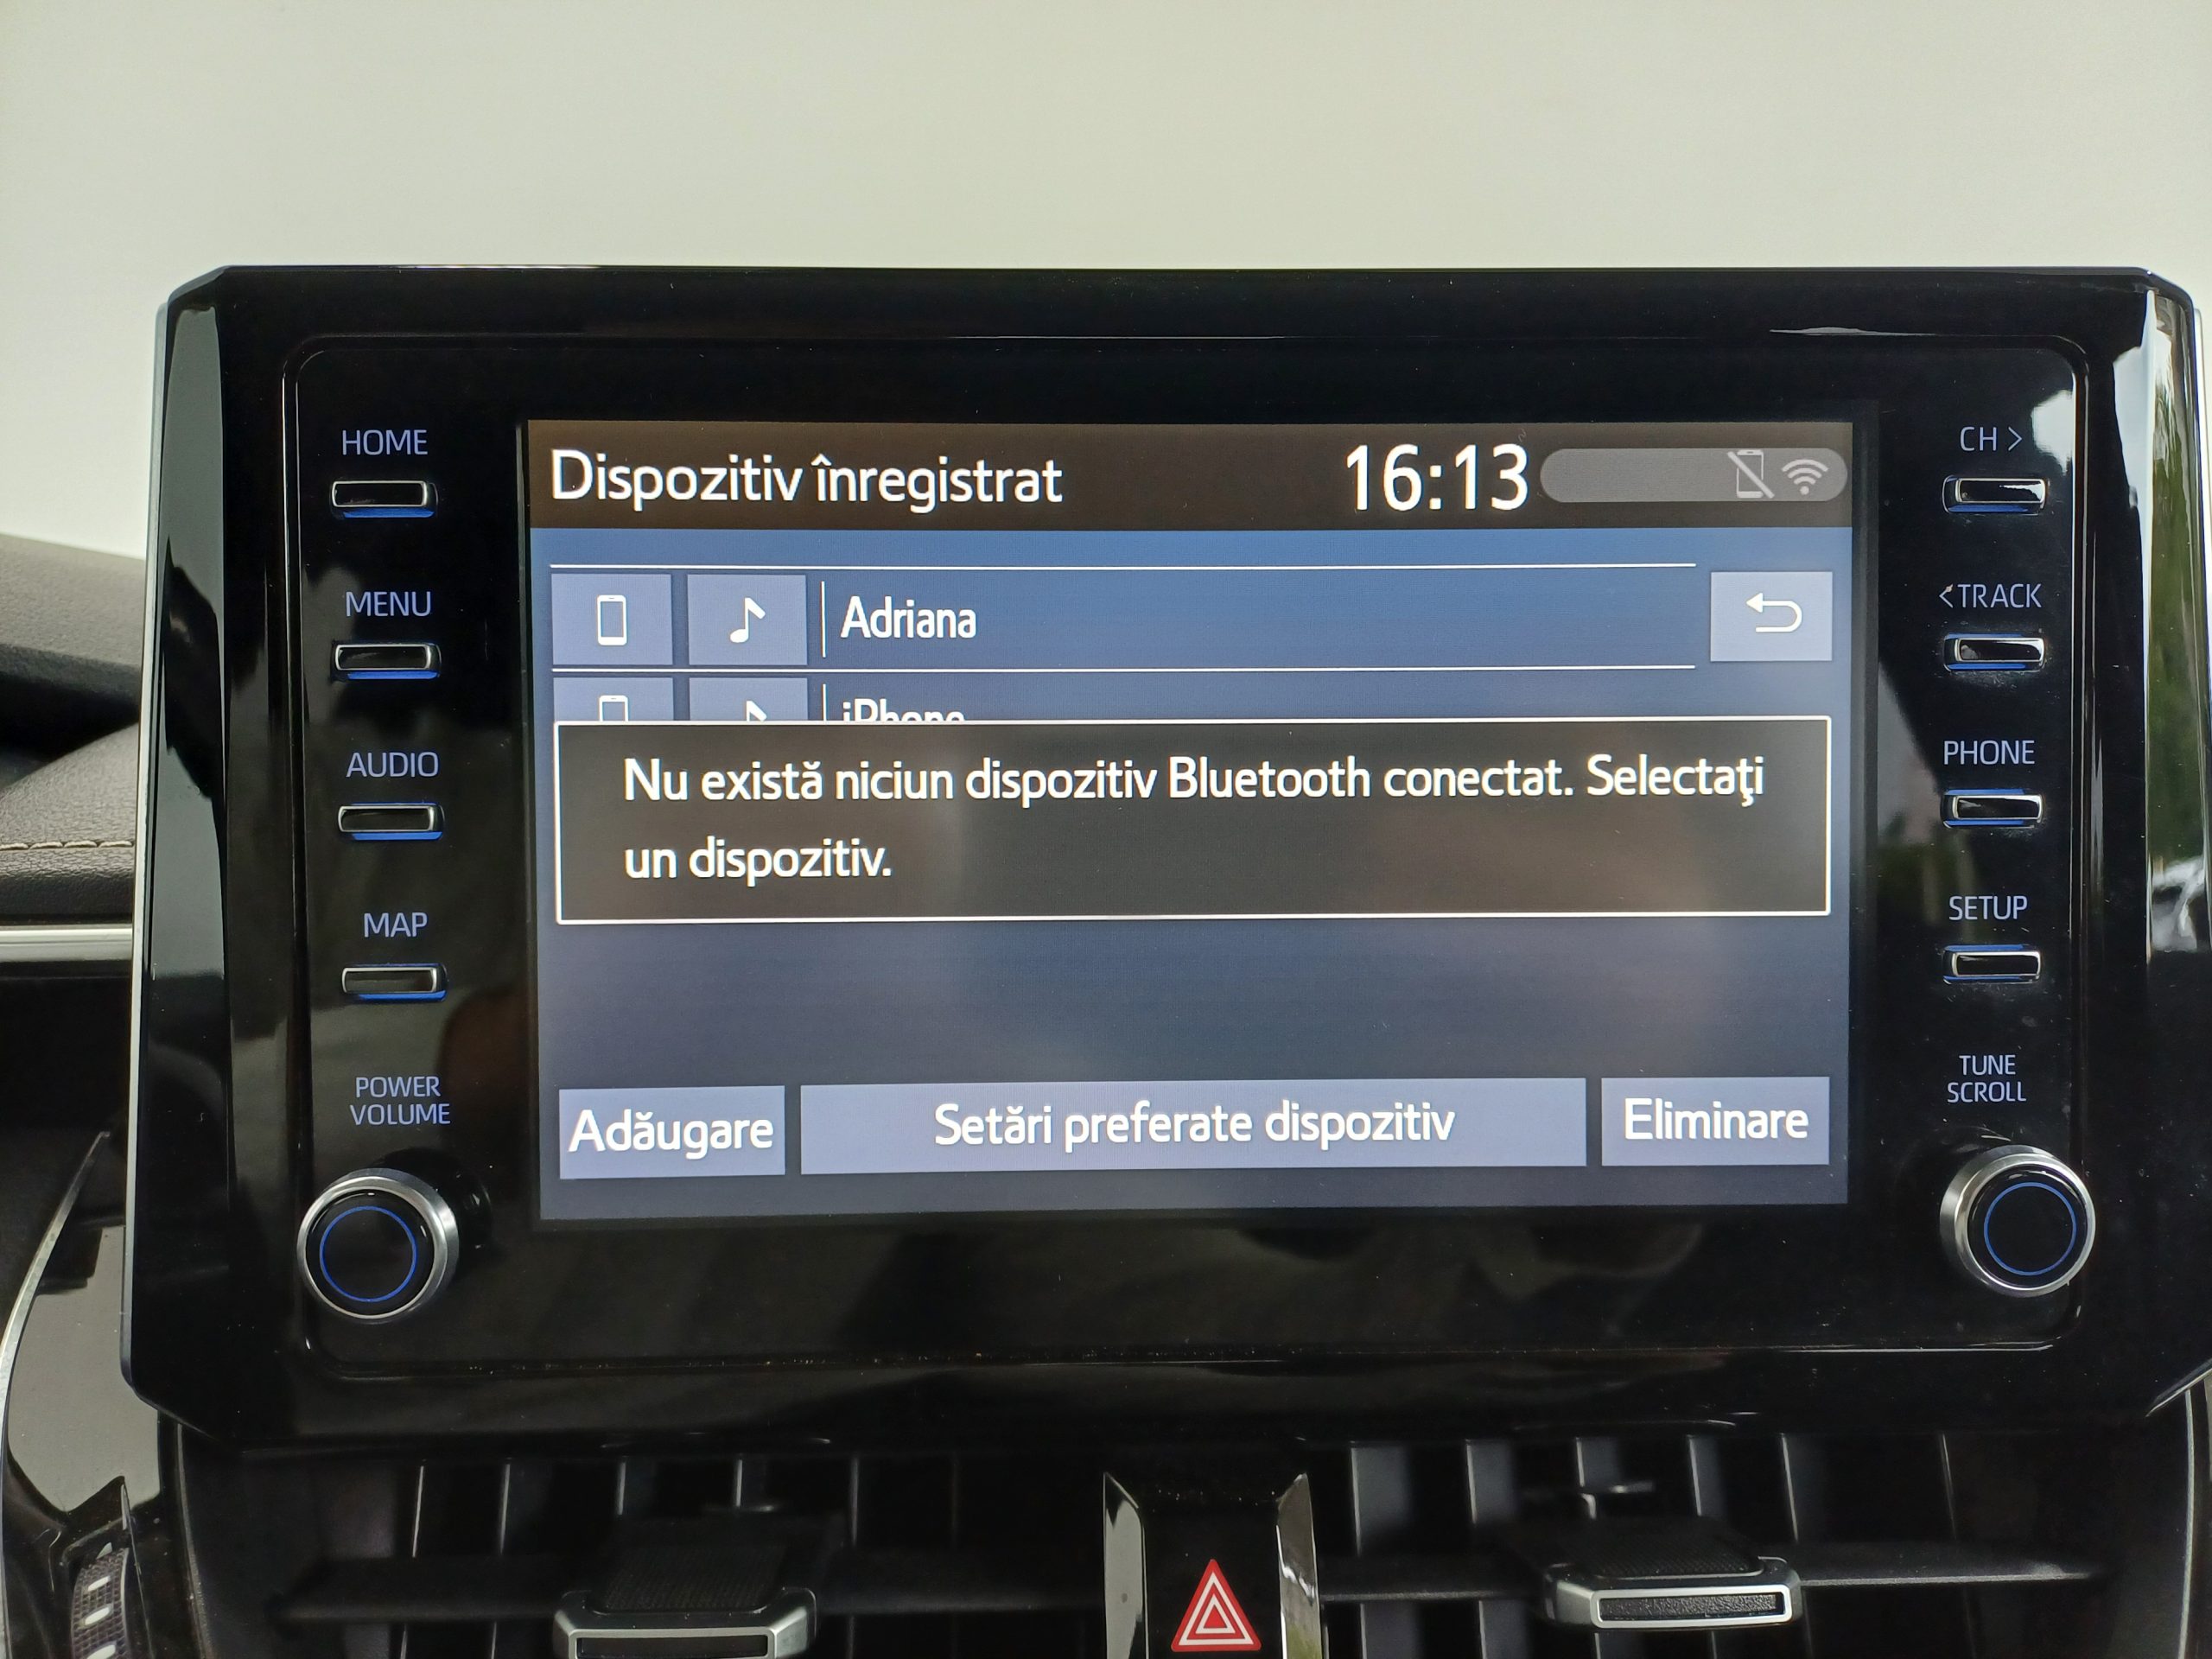 HOME
MENU
AUDIO
MAP
POWER
VOLUME
Dispozitiv înregistrat 16:13
Adriana
iPhone
Nu există niciun dispozitiv Bluetooth conectat. Selectaţi
un dispozitiv.
Adăugare Setări preferate dispozitiv Eliminare
CH >
<TRACK
PHONE
SETUP
TUNE
SCROLL